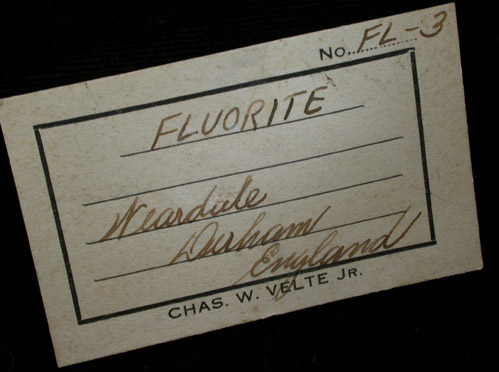 No. FL-3
FLUORITE
Weardale
Durham
England
CHAS. W. VELTE JR.